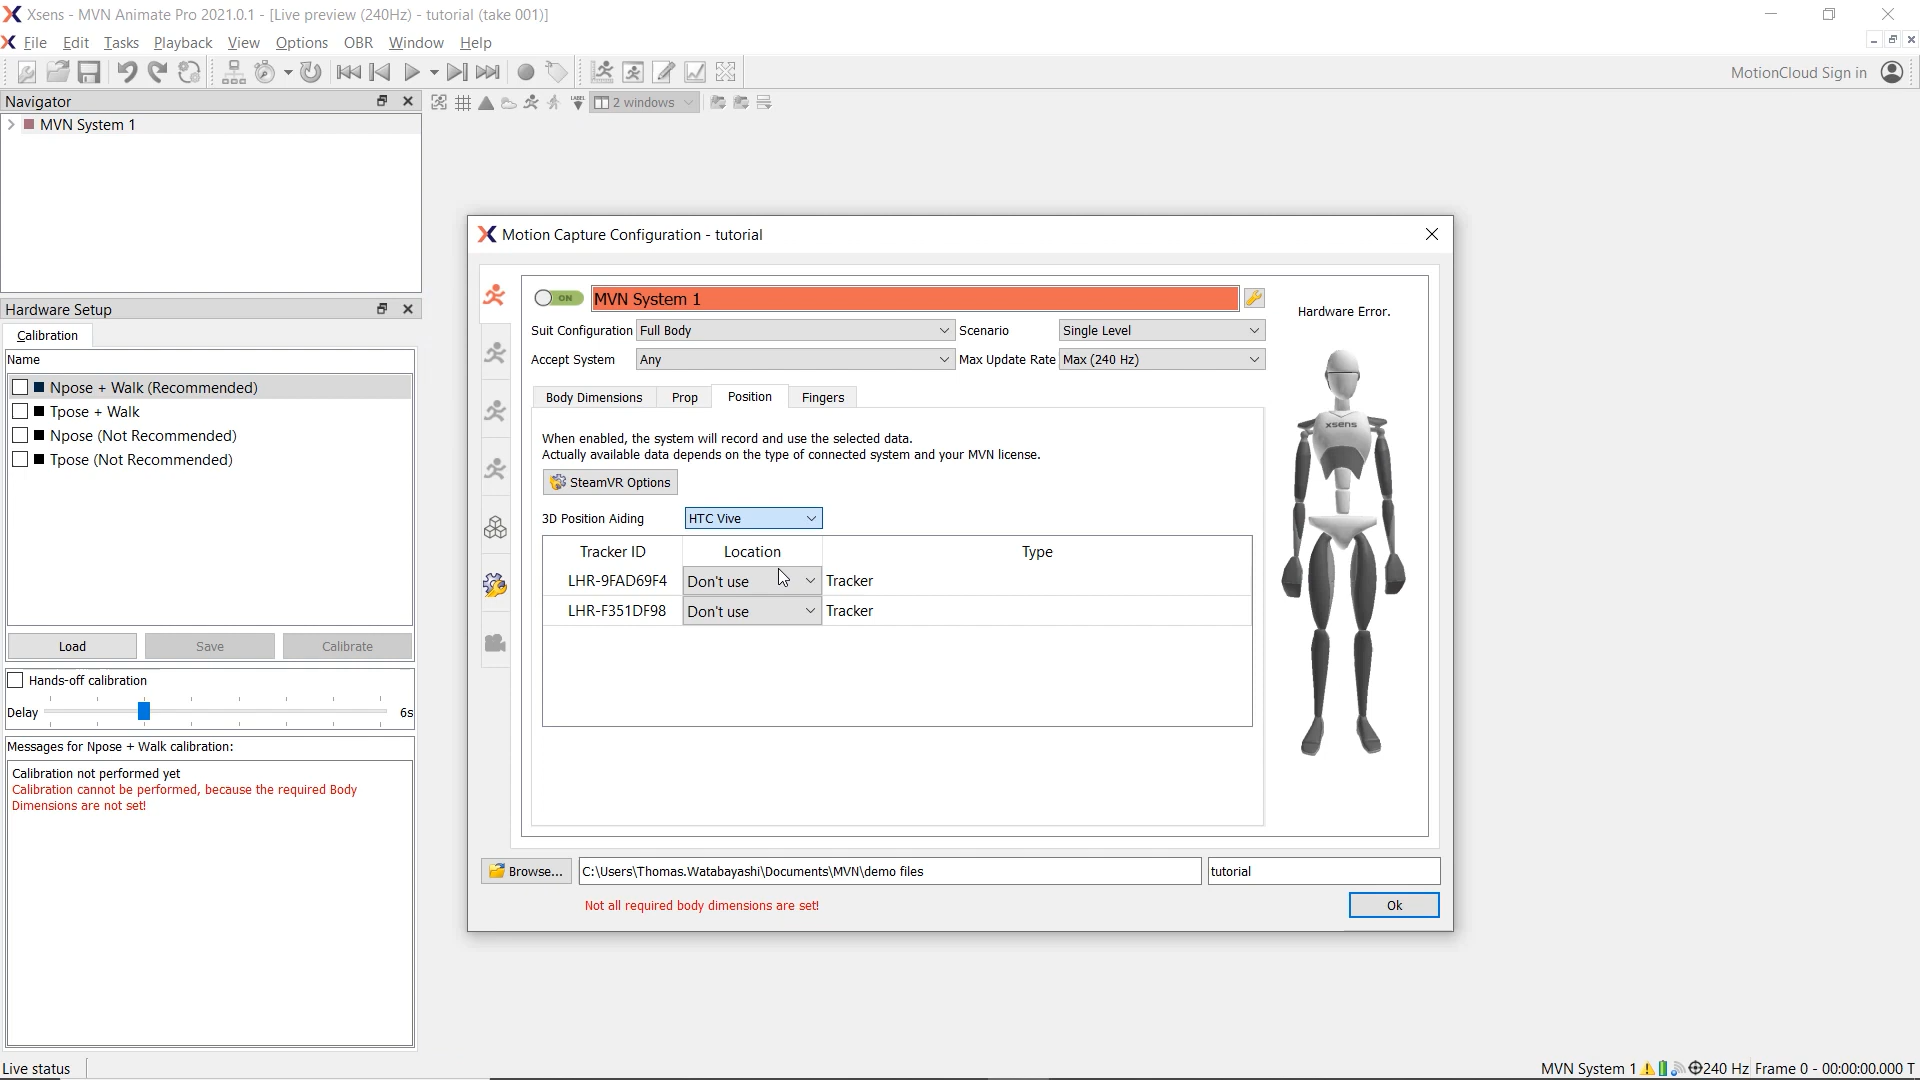 Xsens - MVN Animate Pro 2021.0.1 - [Live preview (240Hz) - tutorial (take 001)]
File Edit Tasks Playback View Options OBR Window Help
MotionCloud Sign in
Navigator
LABEL
2 windows
MVN System 1
Hardware Setup
Calibration
Name
Npose + Walk (Recommended)
Tpose + Walk
Npose (Not Recommended)
Tpose (Not Recommended)
Load Save Calibrate
Hands-off calibration
Delay 6s
Messages for Npose + Walk calibration:
Calibration not performed yet
Calibration cannot be performed, because the required Body
Dimensions are not set!
Motion Capture Configuration - tutorial
ON MVN System 1
Hardware Error.
Suit Configuration Full Body Scenario Single Level
Accept System Any Max Update Rate Max (240 Hz)
Body Dimensions Prop Position Fingers
When enabled, the system will record and use the selected data.
Actually available data depends on the type of connected system and your MVN license.
SteamVR Options
3D Position Aiding HTC Vive
Tracker ID Location Type
LHR-9FAD69F4 Don't use Tracker
LHR-F351DF98 Don't use Tracker
xsens
Browse... C:\Users\Thomas.Watabayashi\Documents\MVN\demo files tutorial
Not all required body dimensions are set!
Ok
Live status
MVN System 1 240 Hz Frame 0 - 00:00:00.000 T